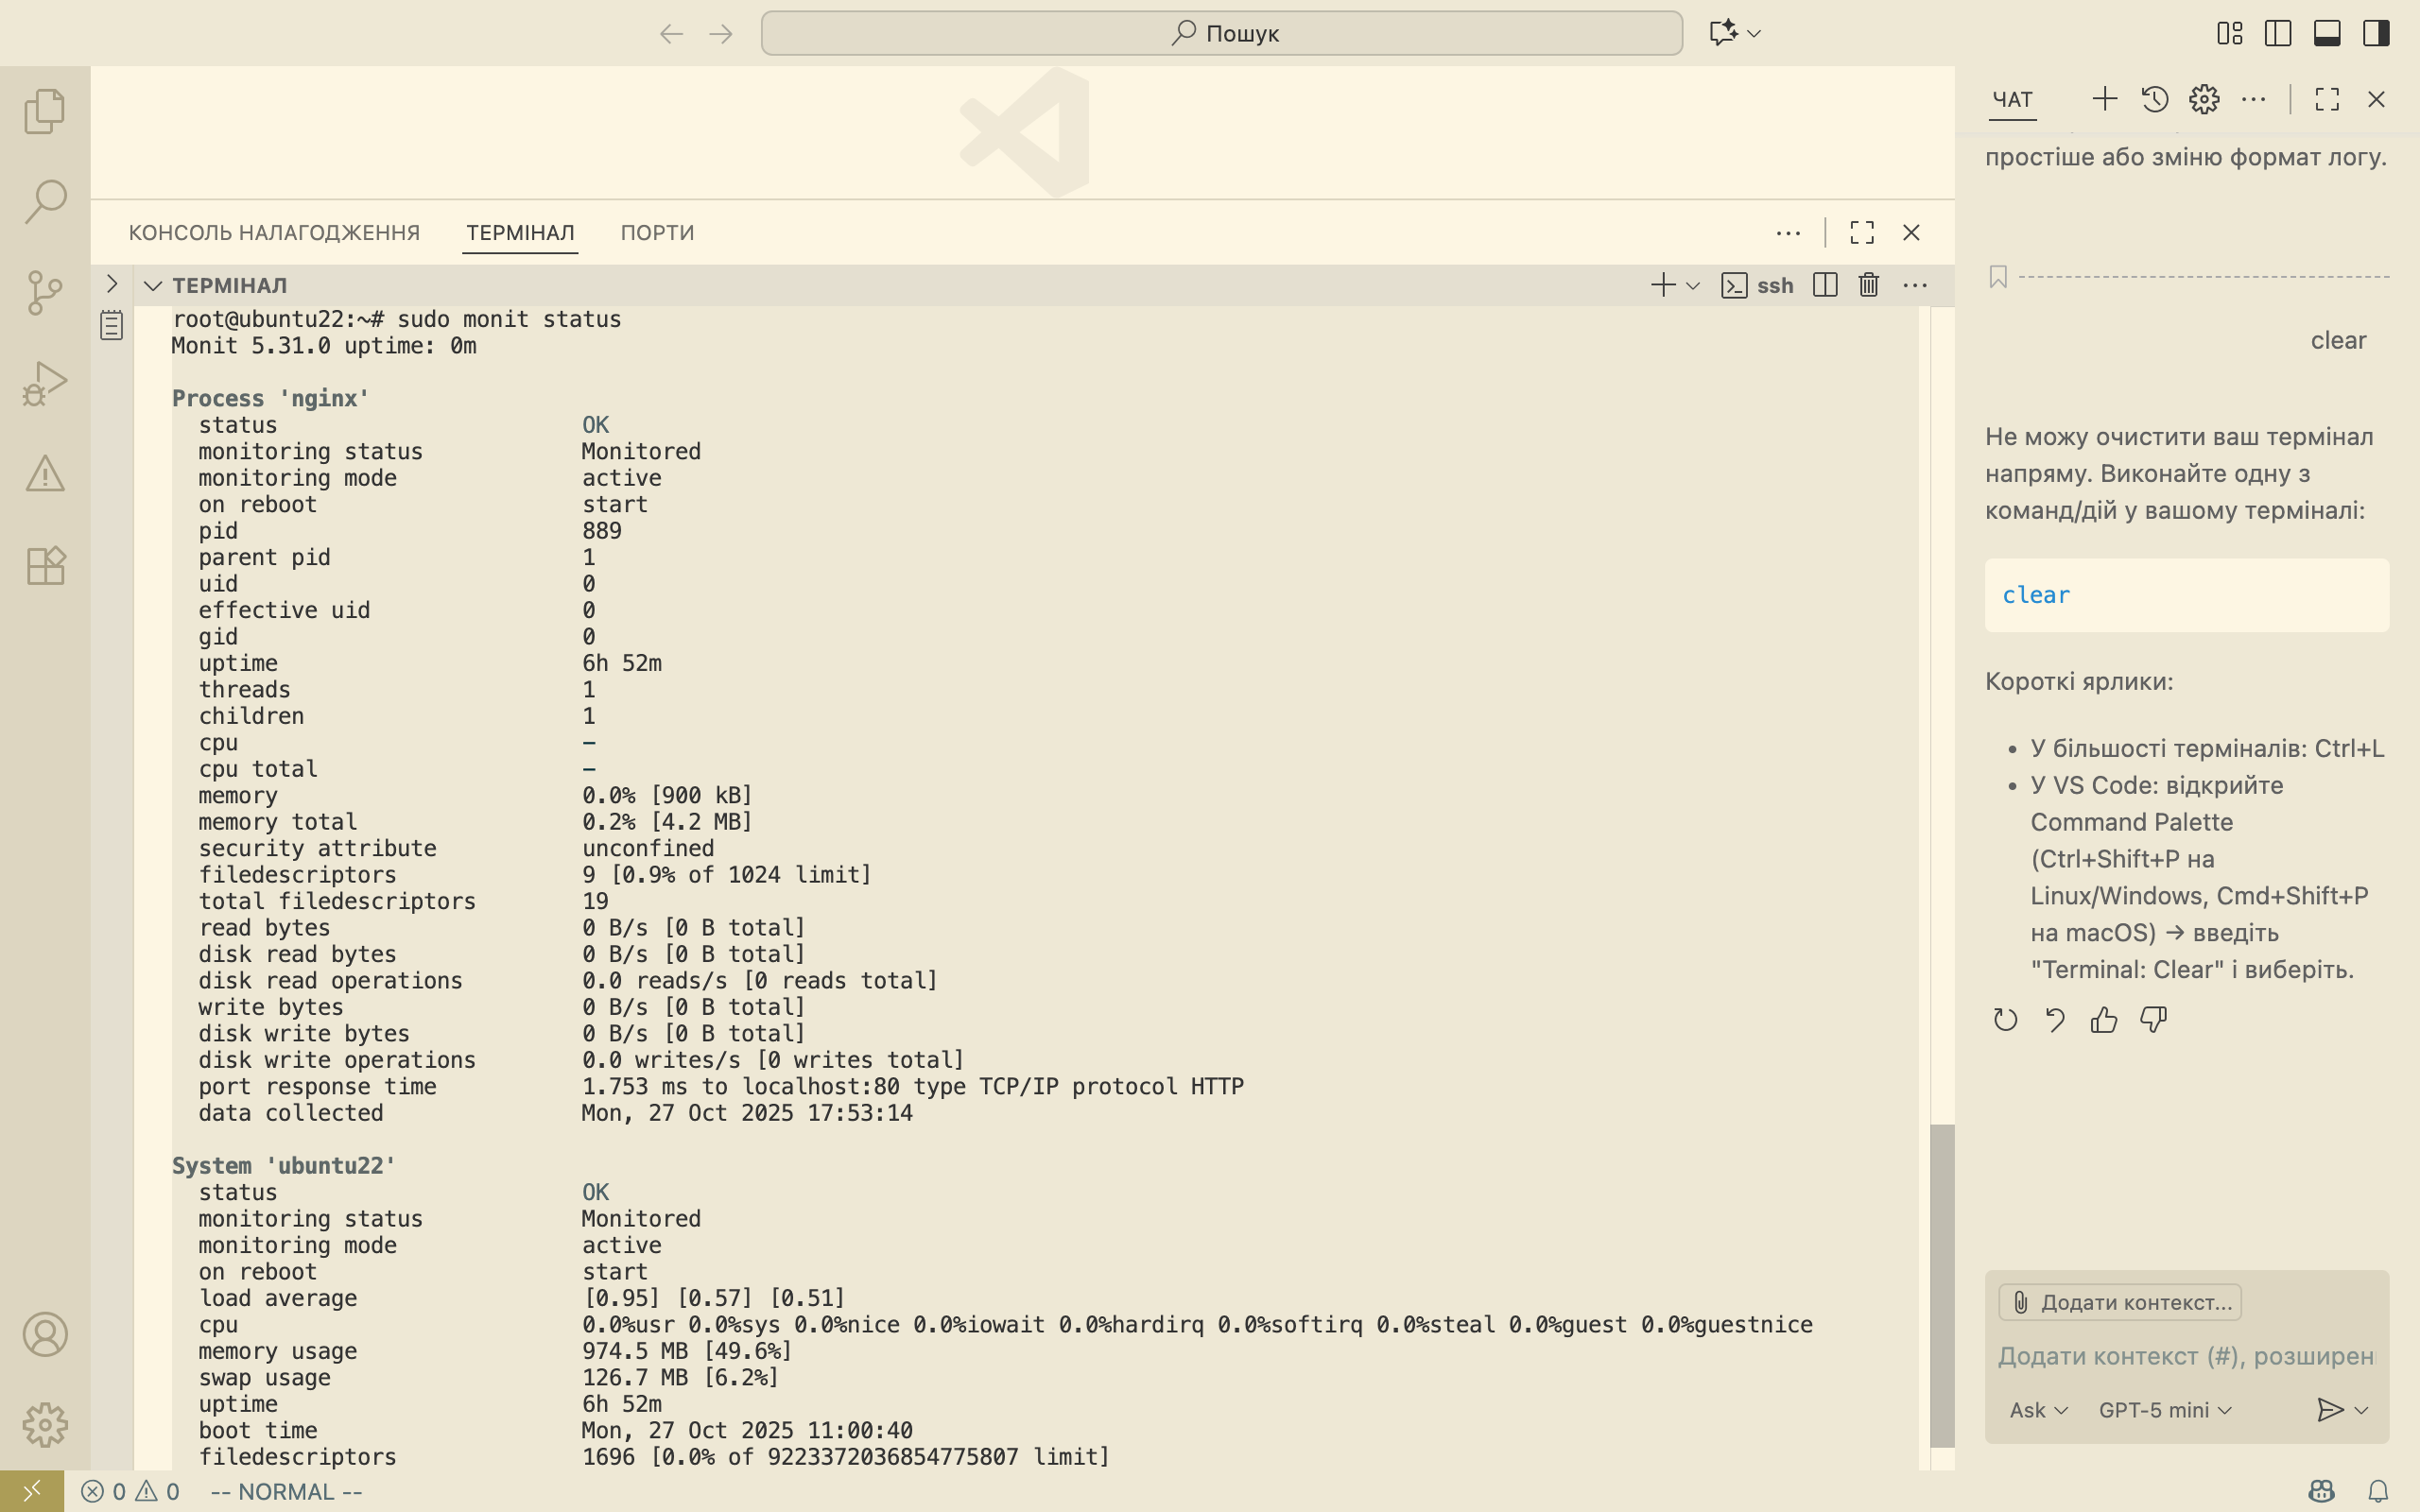 Пошук
КОНСОЛЬ НАЛАГОДЖЕННЯ ТЕРМІНАЛ ПОРТИ
ТЕРМІНАЛ ssh
root@ubuntu22:~# sudo monit status
Monit 5.31.0 uptime: 0m
Process 'nginx'
status OK
monitoring status Monitored
monitoring mode active
on reboot start
pid 889
parent pid 1
uid 0
effective uid 0
gid 0
uptime 6h 52m
threads 1
children 1
cpu -
cpu total -
memory 0.0% [900 kB]
memory total 0.2% [4.2 MB]
security attribute unconfined
filedescriptors 9 [0.9% of 1024 limit]
total filedescriptors 19
read bytes 0 B/s [0 B total]
disk read bytes 0 B/s [0 B total]
disk read operations 0.0 reads/s [0 reads total]
write bytes 0 B/s [0 B total]
disk write bytes 0 B/s [0 B total]
disk write operations 0.0 writes/s [0 writes total]
port response time 1.753 ms to localhost:80 type TCP/IP protocol HTTP
data collected Mon, 27 Oct 2025 17:53:14
System 'ubuntu22'
status OK
monitoring status Monitored
monitoring mode active
on reboot start
load average [0.95] [0.57] [0.51]
cpu 0.0%usr 0.0%sys 0.0%nice 0.0%iowait 0.0%hardirq 0.0%softirq 0.0%steal 0.0%guest 0.0%guestnice
memory usage 974.5 MB [49.6%]
swap usage 126.7 MB [6.2%]
uptime 6h 52m
boot time Mon, 27 Oct 2025 11:00:40
filedescriptors 1696 [0.0% of 9223372036854775807 limit]
ЧАТ
простіше або зміню формат логу.
clear
Не можу очистити ваш термінал
напряму. Виконайте одну з
команд/дій у вашому терміналі:
clear
Короткі ярлики:
• У більшості терміналів: Ctrl+L
• У VS Code: відкрийте
Command Palette
(Ctrl+Shift+P на
Linux/Windows, Cmd+Shift+P
на macOS) → введіть
"Terminal: Clear" і виберіть.
Додати контекст...
Додати контекст (#), розширен
Ask GPT-5 mini
0 0 -- NORMAL --